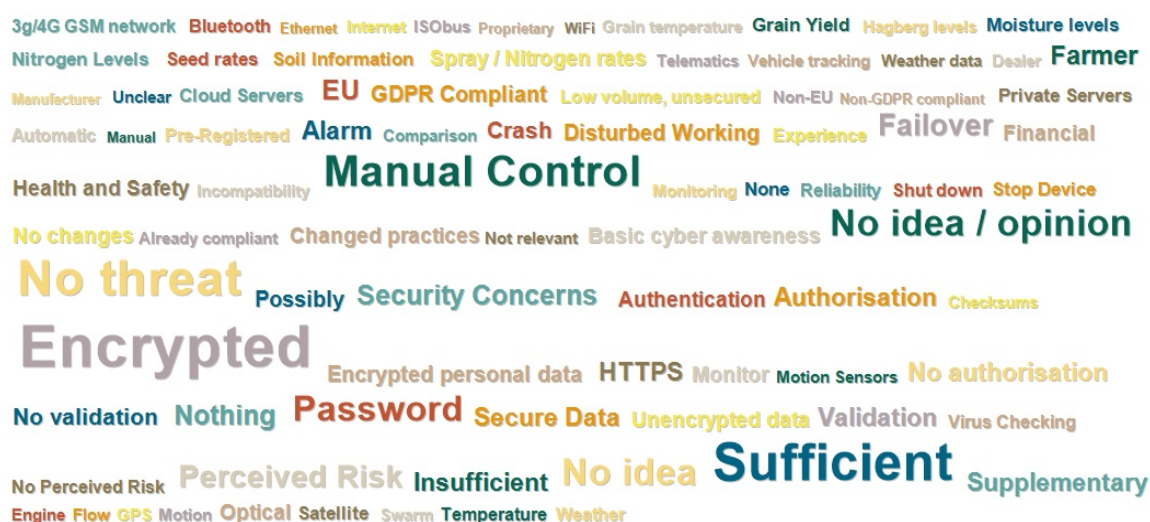 3g/4G GSM network Bluetooth Ethernet Internet ISObus Proprietary WiFi Grain temperature Grain Yield Hagberg levels Moisture levels
Nitrogen Levels Seed rates Soil Information Spray / Nitrogen rates Telematics Vehicle tracking Weather data Dealer Farmer
Manufacturer Unclear Cloud Servers EU GDPR Compliant Low volume, unsecured Non-EU Non-GDPR compliant Private Servers
Automatic Manual Pre-Registered Alarm Comparison Crash Disturbed Working Experience Failover Financial
Health and Safety Incompatibility Manual Control Monitoring None Reliability Shut down Stop Device
No changes Already compliant Changed practices Not relevant Basic cyber awareness No idea / opinion
No threat Possibly Security Concerns Authentication Authorisation Checksums
Encrypted Encrypted personal data HTTPS Monitor Motion Sensors No authorisation
No validation Nothing Password Secure Data Unencrypted data Validation Virus Checking
No Perceived Risk Perceived Risk Insufficient No idea Sufficient Supplementary
Engine Flow GPS Motion Optical Satellite Swarm Temperature Weather